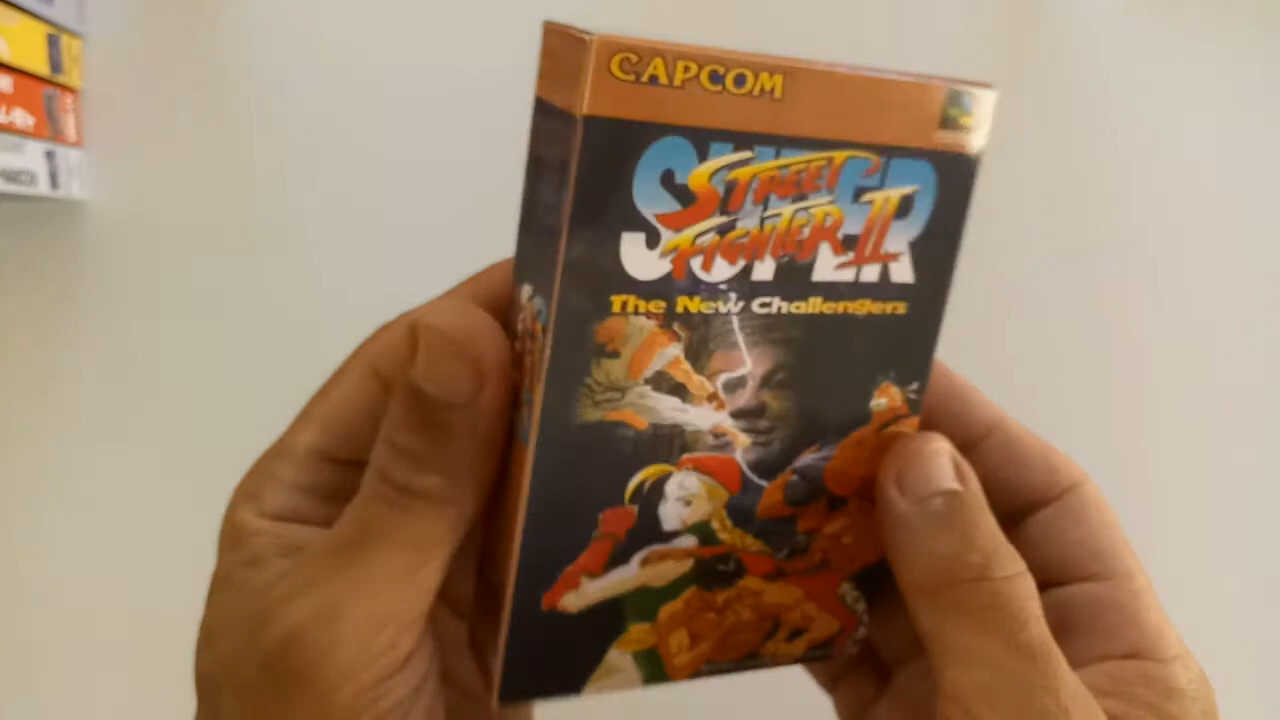 CAPCOM
SUPER
STREET
FIGHTER II
The New Challengers